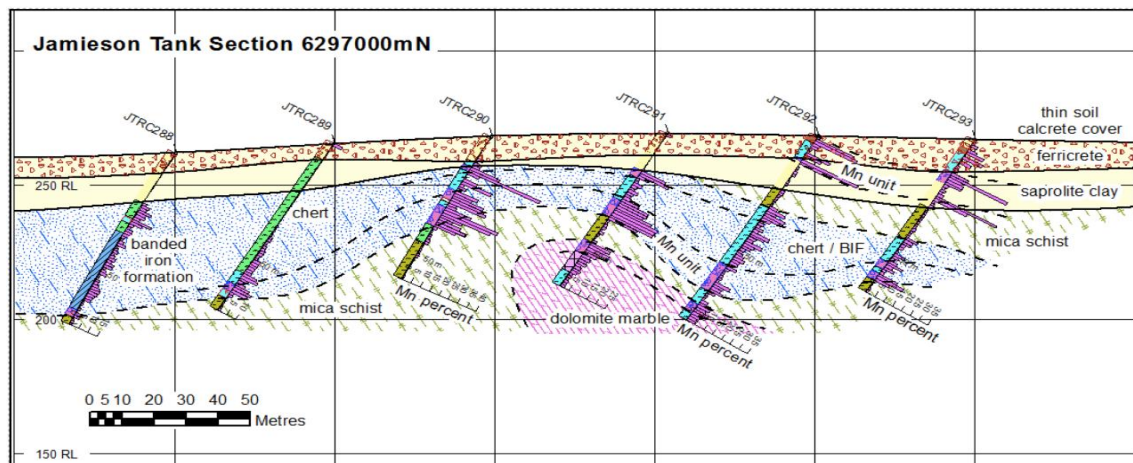 Jamieson Tank Section 6297000mN
JTRC288
JTRC289
JTRC290
JTRC291
JTRC292
JTRC293
thin soil
calcrete cover
ferricrete
250 RL
Mn unit
saprolite clay
chert
banded
iron
formation
Mn unit
chert / BIF
mica schist
mica schist
Mn percent
dolomite marble
Mn percent
Mn percent
200
0 5 10 20 30 40 50
Metres
150 RL